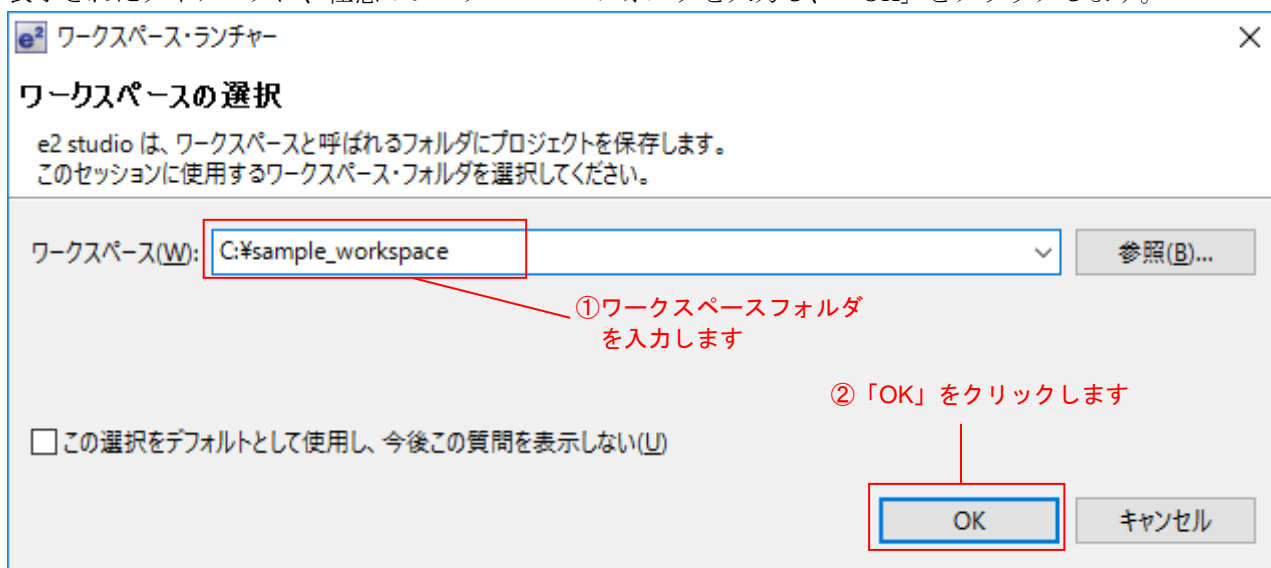 e² ワークスペース・ランチャー
ワークスペースの選択
e2 studio は、ワークスペースと呼ばれるフォルダにプロジェクトを保存します。
このセッションに使用するワークスペース・フォルダを選択してください。
ワークスペース(W): C:¥sample_workspace 参照(B)...
①ワークスペースフォルダ
を入力します
②「OK」をクリックします
この選択をデフォルトとして使用し、今後この質問を表示しない(U)
OK キャンセル